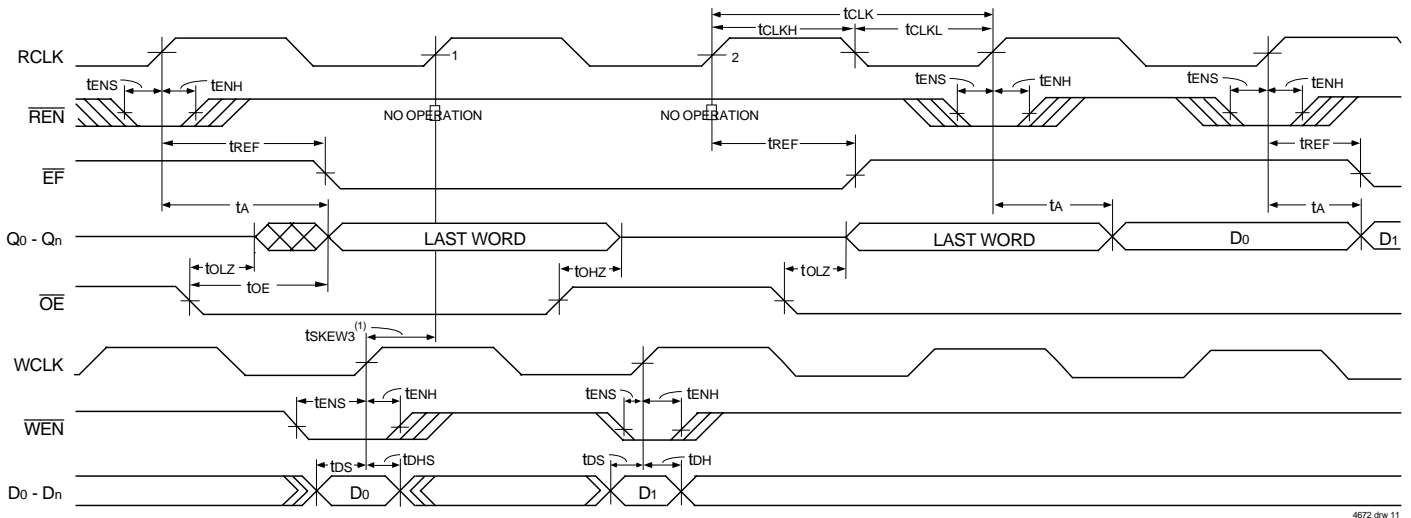 tCLK
tCLKH tCLKL
RCLK 1 2
tENS tENH tENS tENH tENS tENH
REN NO OPERATION NO OPERATION
tREF tREF tREF
EF
tA tA tA
Q0 - Qn LAST WORD LAST WORD D0 D1
tOLZ tOHZ tOLZ
tOE
OE
tSKEW3(1)
WCLK
tENS tENH tENS tENH
WEN
tDS tDHS tDS tDH
D0 - Dn D0 D1
4672 drw 11